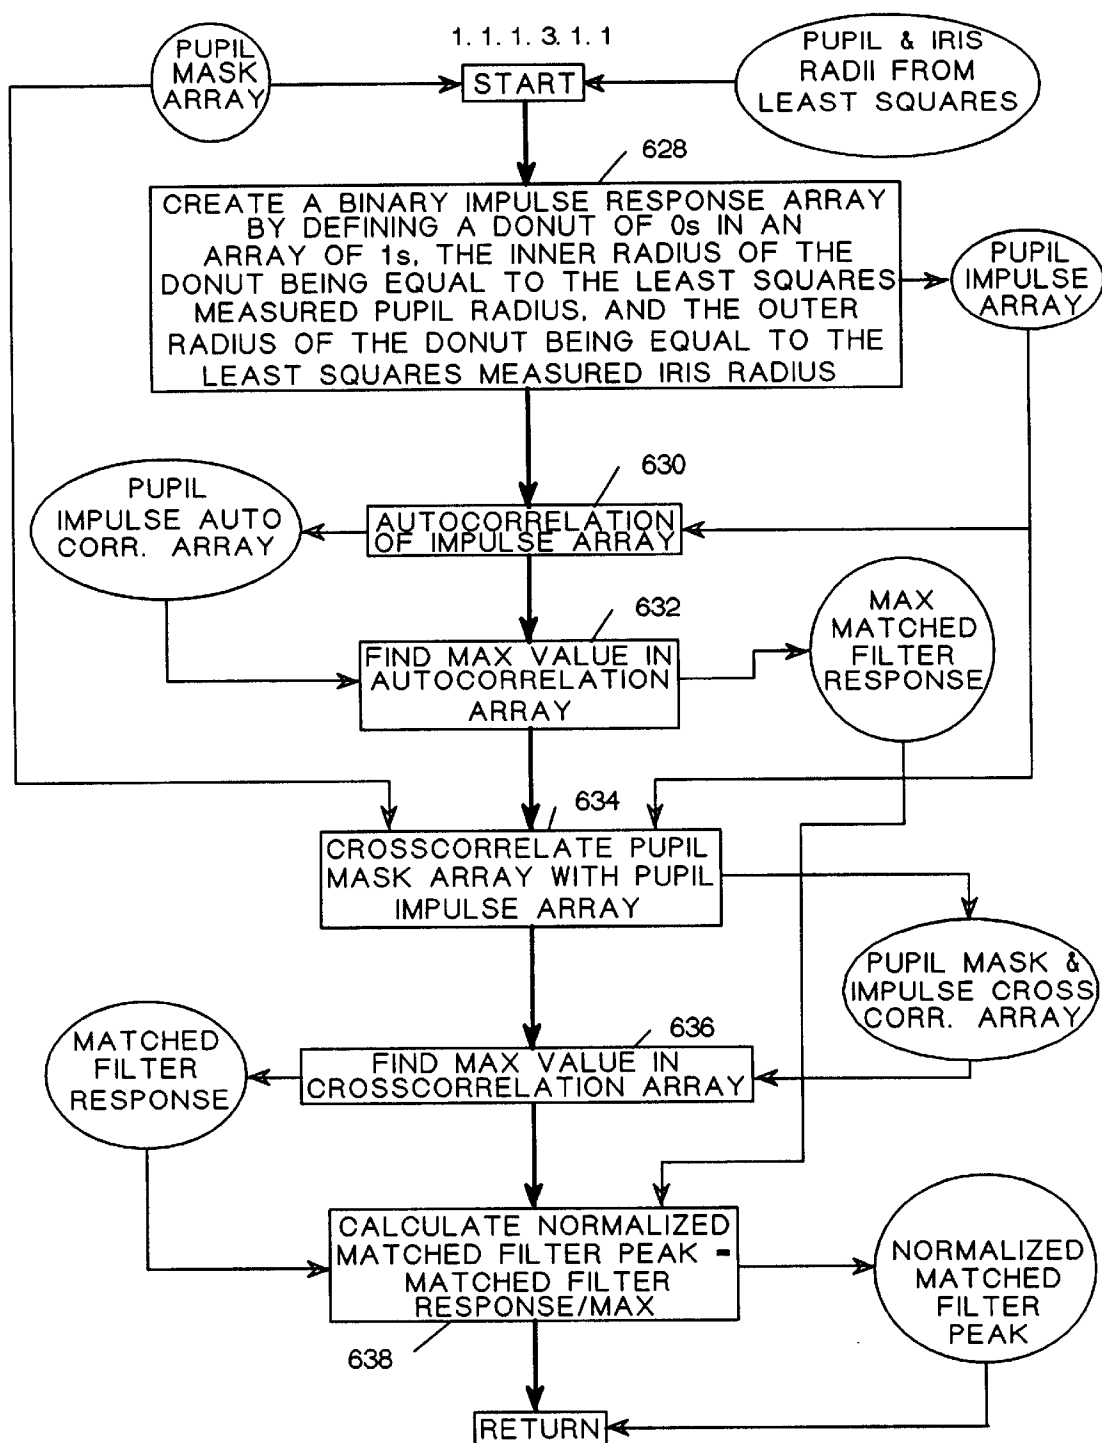 1. 1. 1. 3. 1. 1
PUPIL
MASK
ARRAY
START
PUPIL & IRIS
RADII FROM
LEAST SQUARES
628
CREATE A BINARY IMPULSE RESPONSE ARRAY
BY DEFINING A DONUT OF 0s IN AN
ARRAY OF 1s, THE INNER RADIUS OF THE
DONUT BEING EQUAL TO THE LEAST SQUARES
MEASURED PUPIL RADIUS, AND THE OUTER
RADIUS OF THE DONUT BEING EQUAL TO THE
LEAST SQUARES MEASURED IRIS RADIUS
PUPIL
IMPULSE
ARRAY
630
PUPIL
IMPULSE AUTO
CORR. ARRAY
AUTOCORRELATION
OF IMPULSE ARRAY
632
FIND MAX VALUE IN
AUTOCORRELATION
ARRAY
MAX
MATCHED
FILTER
RESPONSE
634
CROSSCORRELATE PUPIL
MASK ARRAY WITH PUPIL
IMPULSE ARRAY
PUPIL MASK &
IMPULSE CROSS
CORR. ARRAY
636
MATCHED
FILTER
RESPONSE
FIND MAX VALUE IN
CROSSCORRELATION ARRAY
CALCULATE NORMALIZED
MATCHED FILTER PEAK =
MATCHED FILTER
RESPONSE/MAX
638
NORMALIZED
MATCHED
FILTER
PEAK
RETURN